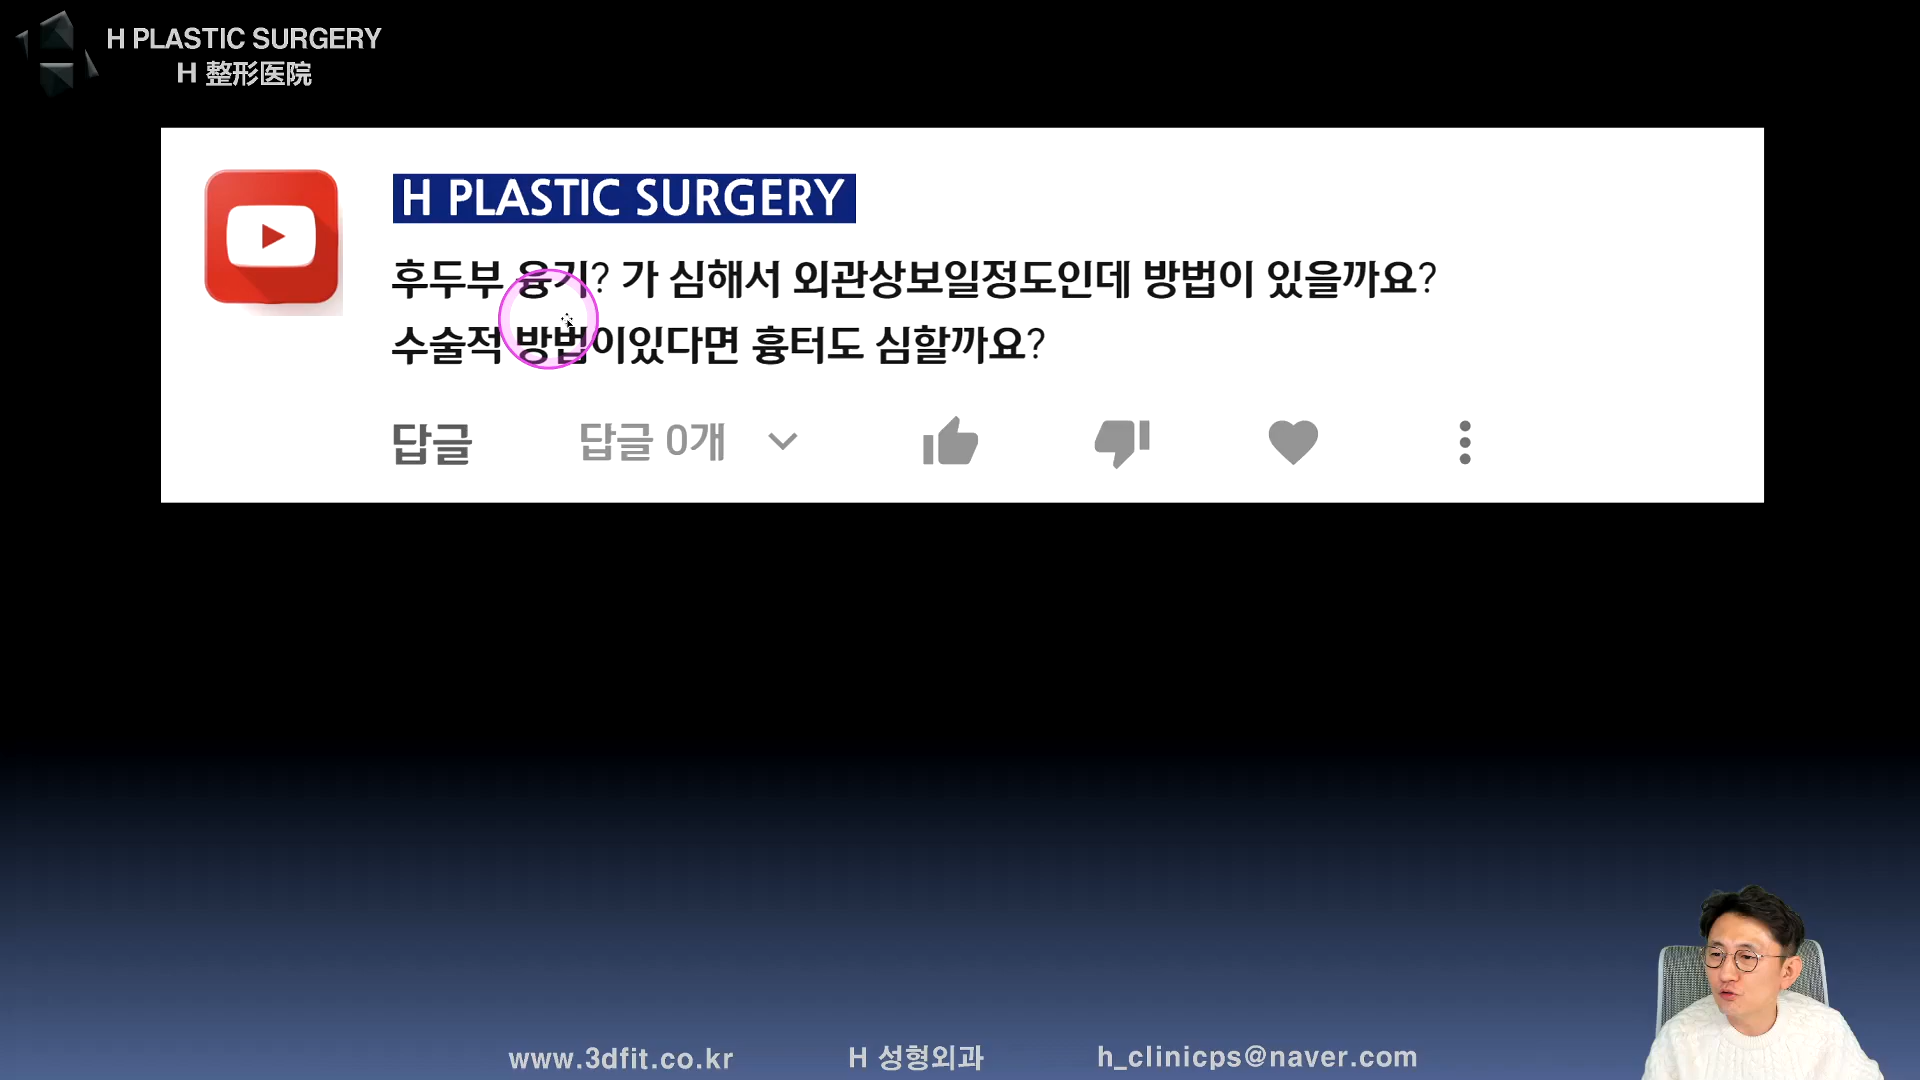 H PLASTIC SURGERY
H 整形医院
H PLASTIC SURGERY
후두부 융기? 가 심해서 외관상보일정도인데 방법이 있을까요?
수술적 방법이있다면 흉터도 심할까요?
답글 답글 0개
www.3dfit.co.kr H 성형외과 h_clinicps@naver.com